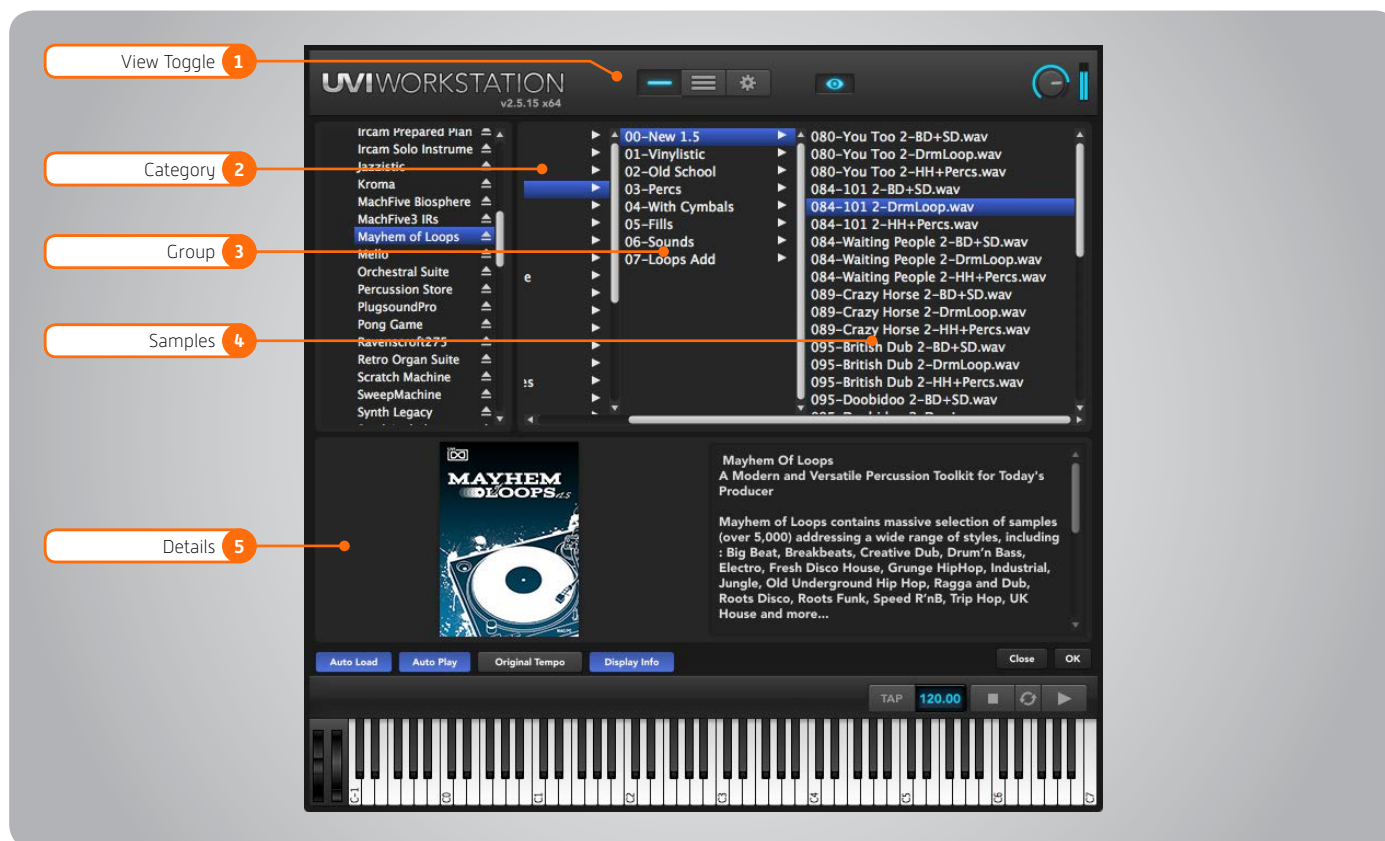 View Toggle 1
Category 2
Group 3
Samples 4
Details 5
UVIWORKSTATION
v2.5.15 x64
Ircam Prepared Pian
Ircam Solo Instrume
Jazzistic
Kroma
MachFive Biosphere
MachFive3 IRs
Mayhem of Loops
Mello
Orchestral Suite
Percussion Store
PlugsoundPro
Pong Game
Ravenscroft275
Retro Organ Suite
Scratch Machine
SweepMachine
Synth Legacy
e
es
00-New 1.5
01-Vinylistic
02-Old School
03-Percs
04-With Cymbals
05-Fills
06-Sounds
07-Loops Add
080-You Too 2-BD+SD.wav
080-You Too 2-DrmLoop.wav
080-You Too 2-HH+Percs.wav
084-101 2-BD+SD.wav
084-101 2-DrmLoop.wav
084-101 2-HH+Percs.wav
084-Waiting People 2-BD+SD.wav
084-Waiting People 2-DrmLoop.wav
084-Waiting People 2-HH+Percs.wav
089-Crazy Horse 2-BD+SD.wav
089-Crazy Horse 2-DrmLoop.wav
089-Crazy Horse 2-HH+Percs.wav
095-British Dub 2-BD+SD.wav
095-British Dub 2-DrmLoop.wav
095-British Dub 2-HH+Percs.wav
095-Doobidoo 2-BD+SD.wav
MAYHEM
OF LOOPS v1.5
Mayhem Of Loops
A Modern and Versatile Percussion Toolkit for Today's
Producer
Mayhem of Loops contains massive selection of samples
(over 5,000) addressing a wide range of styles, including
: Big Beat, Breakbeats, Creative Dub, Drum'n Bass,
Electro, Fresh Disco House, Grunge HipHop, Industrial,
Jungle, Old Underground Hip Hop, Ragga and Dub,
Roots Disco, Roots Funk, Speed R'nB, Trip Hop, UK
House and more...
Auto Load
Auto Play
Original Tempo
Display Info
Close
OK
TAP
120.00
C-1
C0
C1
C2
C3
C4
C5
C6
C7